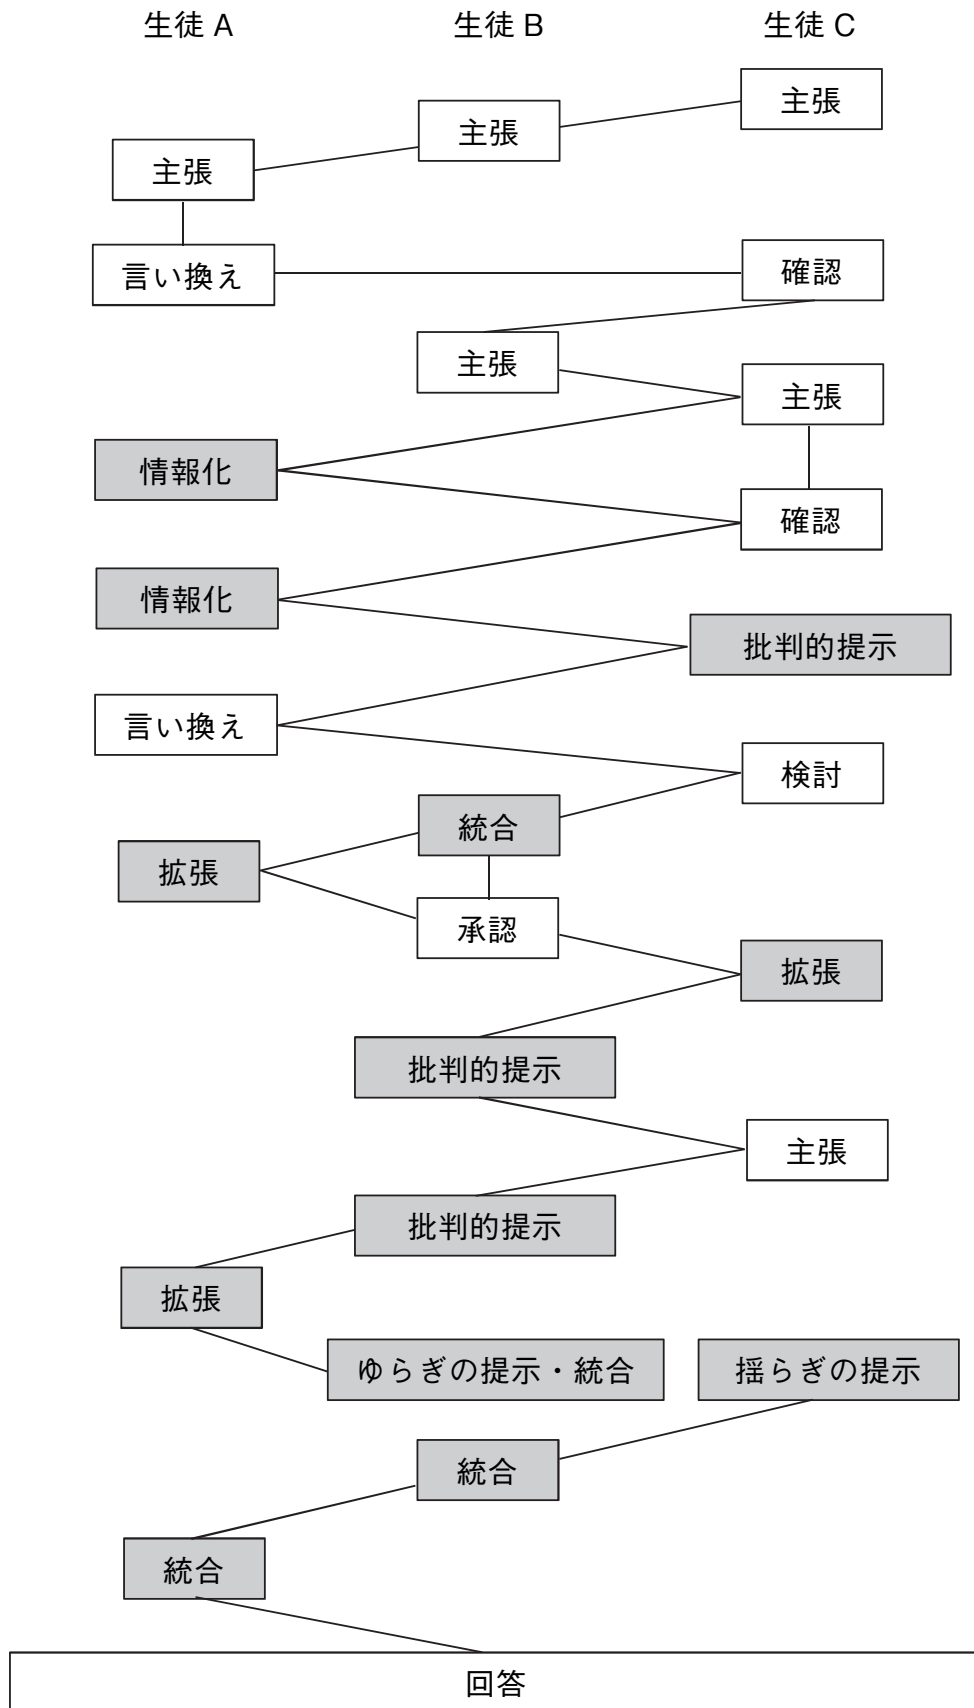 生徒 A 生徒 B 生徒 C
主張
主張
主張
言い換え 確認
主張
主張
情報化
確認
情報化
批判的提示
言い換え
検討
統合
拡張
承認
拡張
批判的提示
主張
批判的提示
拡張
ゆらぎの提示・統合 揺らぎの提示
統合
統合
回答